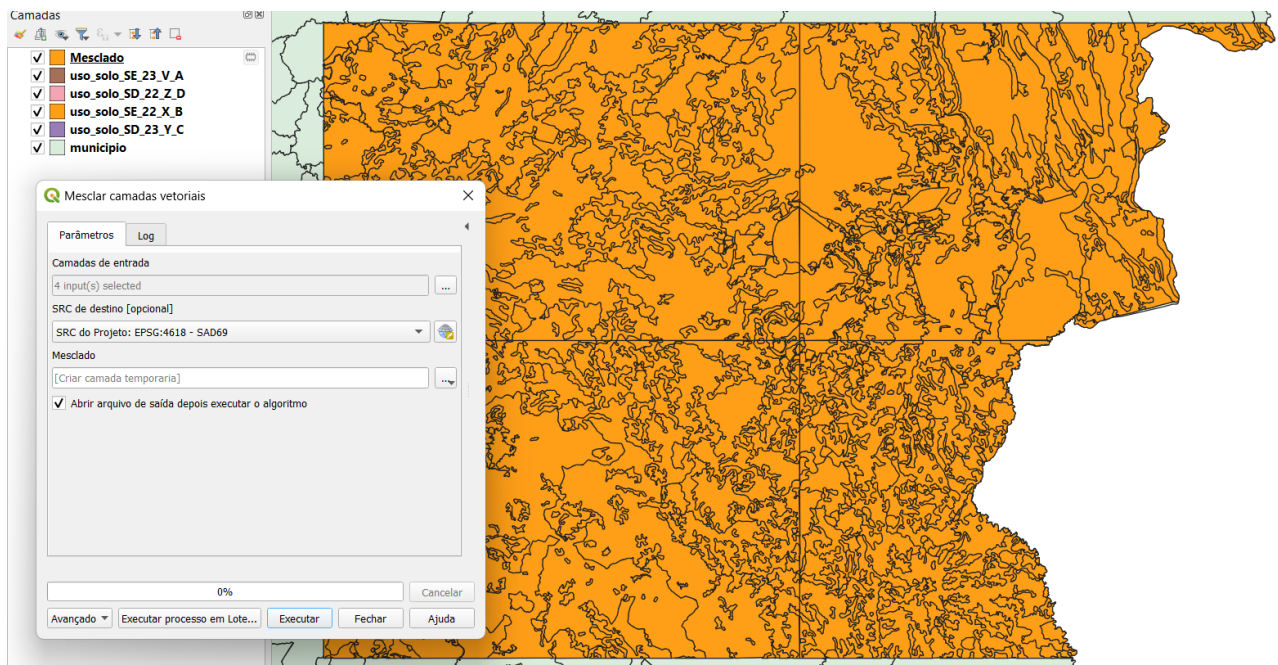 Camadas
Mesclado
uso_solo_SE_23_V_A
uso_solo_SD_22_Z_D
uso_solo_SE_22_X_B
uso_solo_SD_23_Y_C
municipio
Mesclar camadas vetoriais
Parâmetros
Log
Camadas de entrada
4 input(s) selected
...
SRC de destino [opcional]
SRC do Projeto: EPSG:4618 - SAD69
Mesclado
[Criar camada temporaria]
...
Abrir arquivo de saída depois executar o algoritmo
0%
Cancelar
Avançado
Executar processo em Lote...
Executar
Fechar
Ajuda